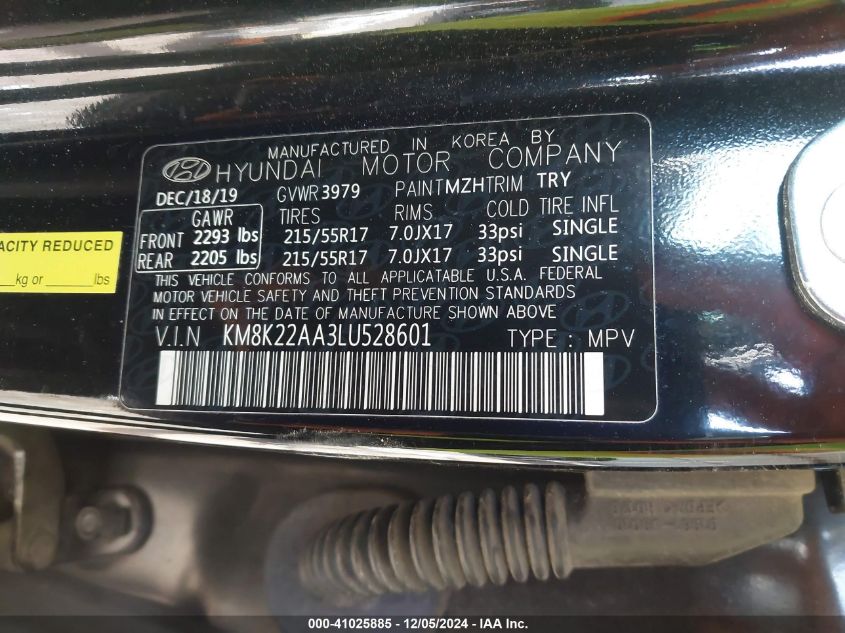 MANUFACTURED IN KOREA BY
HYUNDAI MOTOR COMPANY
DEC/18/19 GVWR 3979 PAINT MZH TRIM TRY
GAWR TIRES RIMS COLD TIRE INFL
FRONT 2293 lbs 215/55R17 7.0JX17 33psi SINGLE
REAR 2205 lbs 215/55R17 7.0JX17 33psi SINGLE
THIS VEHICLE CONFORMS TO ALL APPLICATABLE U.S.A. FEDERAL
MOTOR VEHICLE SAFETY AND THEFT PREVENTION STANDARDS
IN EFFECT ON THE DATE OF MANUFACTURE SHOWN ABOVE
V.I.N KM8K22AA3LU528601 TYPE : MPV
ACITY REDUCED
kg or lbs
000-41025885 - 12/05/2024 - IAA Inc.